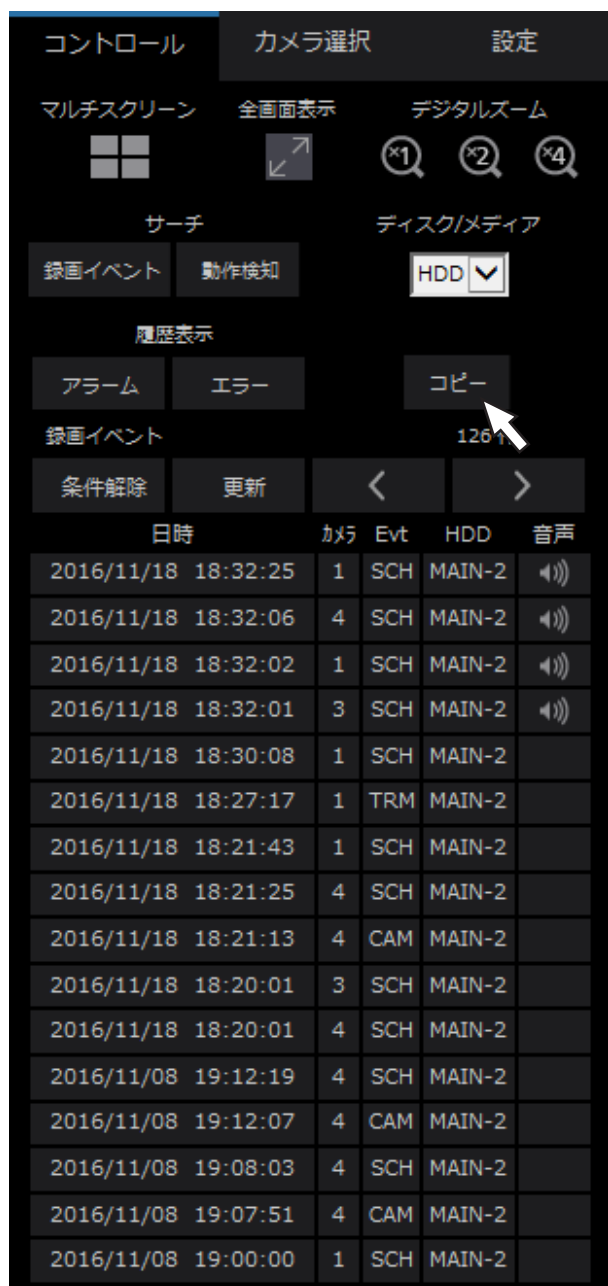 コントロール カメラ選択 設定
マルチスクリーン 全画面表示 デジタルズーム
×1 ×2 ×4
サーチ ディスク/メディア
録画イベント 動作検知 HDD
履歴表示
アラーム エラー コピー
録画イベント 126
条件解除 更新 < >
日時 ｶﾒﾗ Evt HDD 音声
2016/11/18 18:32:25 1 SCH MAIN-2
2016/11/18 18:32:06 4 SCH MAIN-2
2016/11/18 18:32:02 1 SCH MAIN-2
2016/11/18 18:32:01 3 SCH MAIN-2
2016/11/18 18:30:08 1 SCH MAIN-2
2016/11/18 18:27:17 1 TRM MAIN-2
2016/11/18 18:21:43 1 SCH MAIN-2
2016/11/18 18:21:25 4 SCH MAIN-2
2016/11/18 18:21:13 4 CAM MAIN-2
2016/11/18 18:20:01 3 SCH MAIN-2
2016/11/18 18:20:01 4 SCH MAIN-2
2016/11/08 19:12:19 4 SCH MAIN-2
2016/11/08 19:12:07 4 CAM MAIN-2
2016/11/08 19:08:03 4 SCH MAIN-2
2016/11/08 19:07:51 4 CAM MAIN-2
2016/11/08 19:00:00 1 SCH MAIN-2